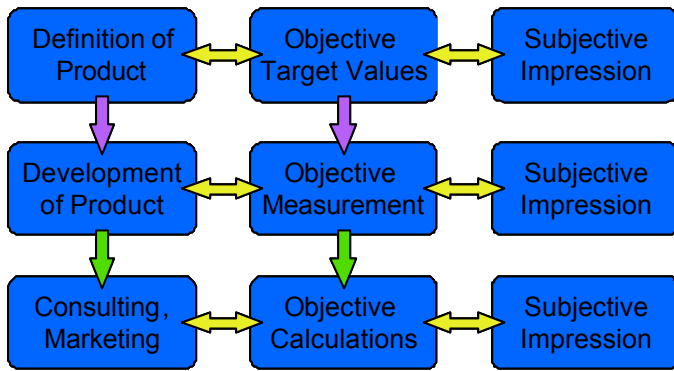 Definition of
Product
Objective
Target Values
Subjective
Impression
Development
of Product
Objective
Measurement
Subjective
Impression
Consulting,
Marketing
Objective
Calculations
Subjective
Impression